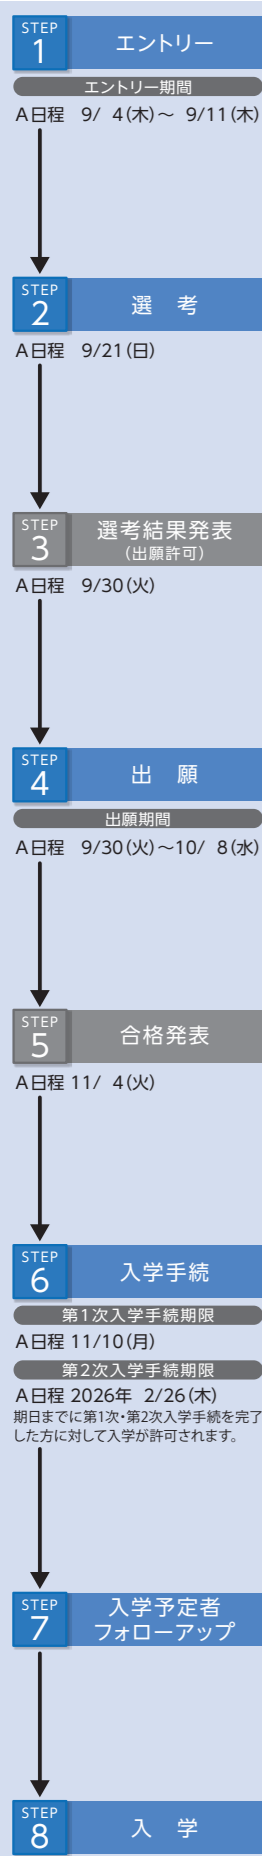 STEP
1
エントリー
エントリー期間
A日程 9/ 4(木)〜 9/11(木)
STEP
2
選 考
A日程 9/21(日)
STEP
3
選考結果発表
(出願許可)
A日程 9/30(火)
STEP
4
出 願
出願期間
A日程 9/30(火)〜10/ 8(水)
STEP
5
合格発表
A日程 11/ 4(火)
STEP
6
入学手続
第1次入学手続期限
A日程 11/10(月)
第2次入学手続期限
A日程 2026年 2/26(木)
期日までに第1次・第2次入学手続を完了
した方に対して入学が許可されます。
STEP
7
入学予定者
フォローアップ
STEP
8
入 学